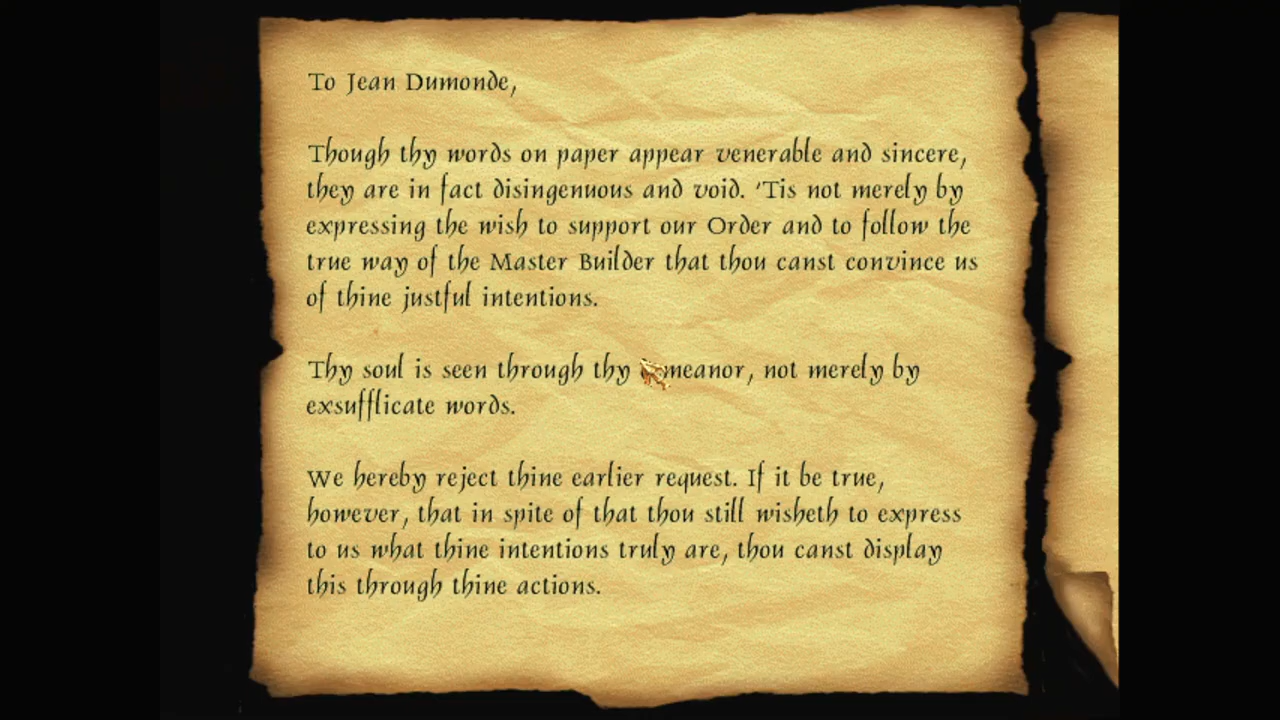 To Jean Dumonde,
Though thy words on paper appear venerable and sincere,
they are in fact disingenuous and void. 'Tis not merely by
expressing the wish to support our Order and to follow the
true way of the Master Builder that thou canst convince us
of thine justful intentions.
Thy soul is seen through thy meanor, not merely by
exsufflicate words.
We hereby reject thine earlier request. If it be true,
however, that in spite of that thou still wisheth to express
to us what thine intentions truly are, thou canst display
this through thine actions.